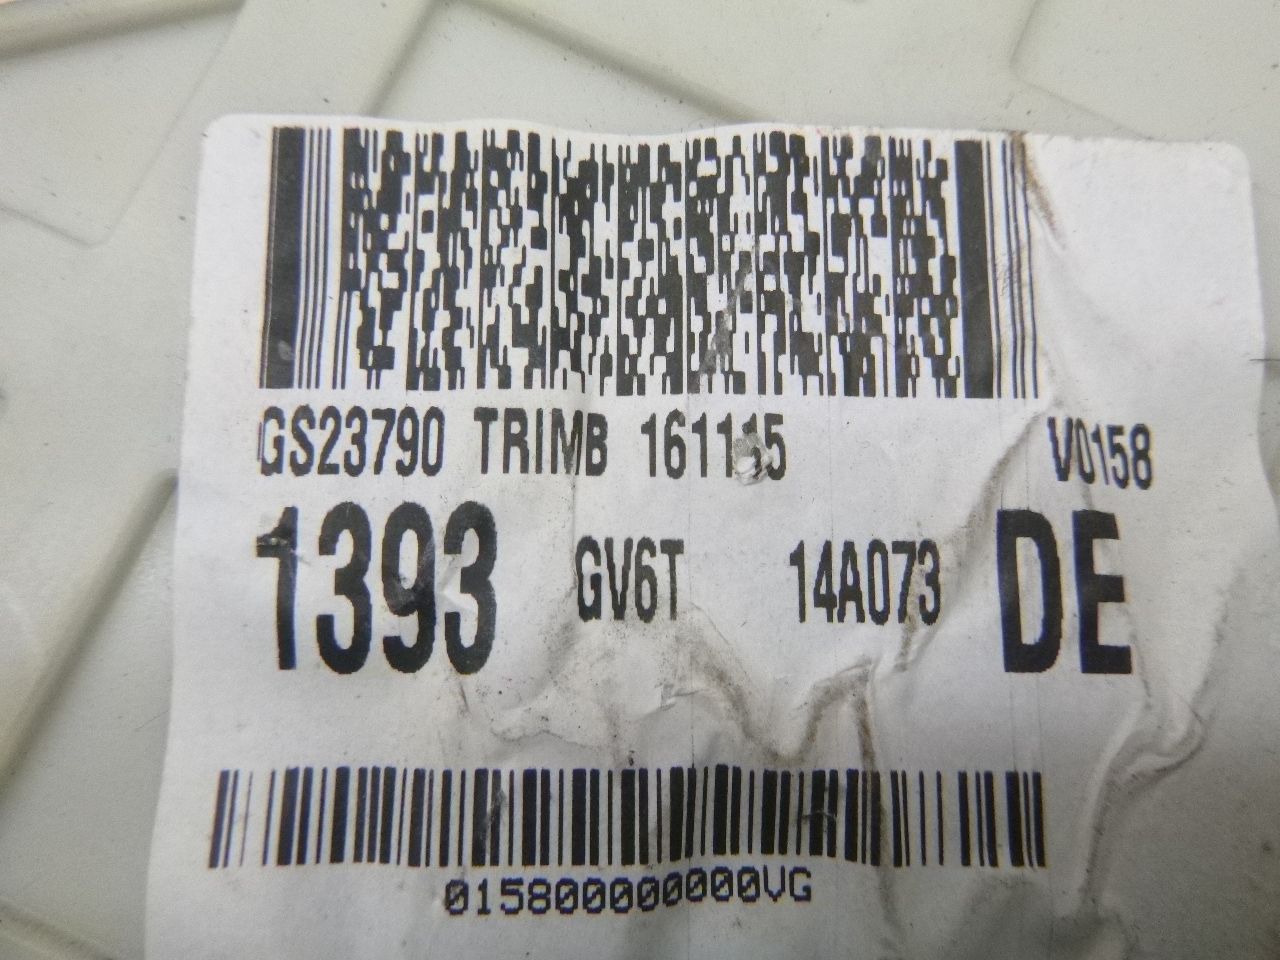 GS23790 TRIMB 161115 V0158
1393 GV6T 14A073 DE
015800000000VG